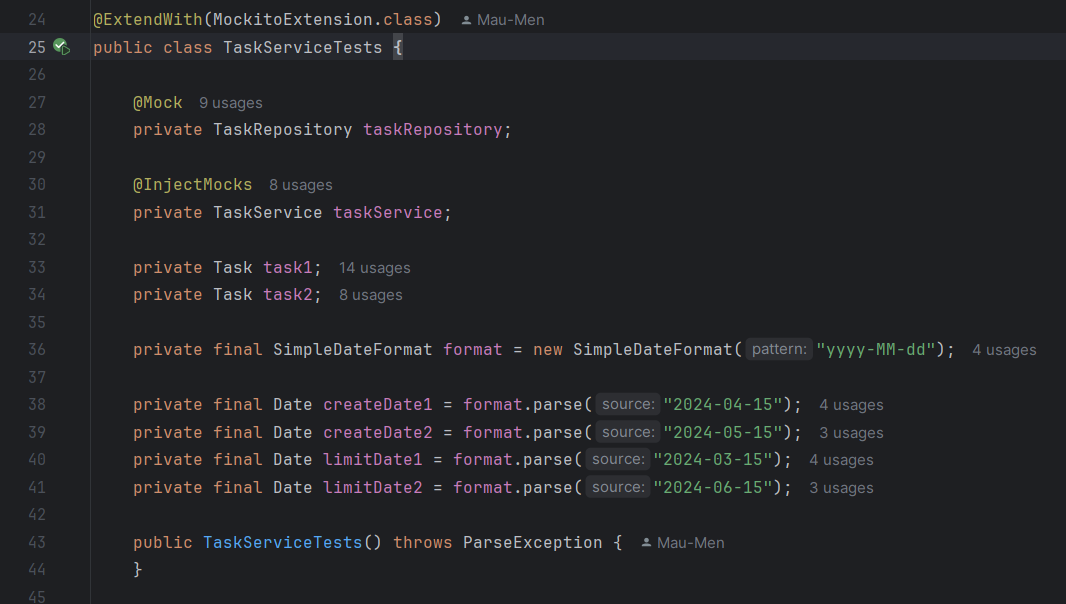 24 @ExtendWith(MockitoExtension.class) Mau-Men
25 public class TaskServiceTests {
26
27 @Mock 9 usages
28 private TaskRepository taskRepository;
29
30 @InjectMocks 8 usages
31 private TaskService taskService;
32
33 private Task task1; 14 usages
34 private Task task2; 8 usages
35
36 private final SimpleDateFormat format = new SimpleDateFormat( pattern: "yyyy-MM-dd"); 4 usages
37
38 private final Date createDate1 = format.parse( source: "2024-04-15"); 4 usages
39 private final Date createDate2 = format.parse( source: "2024-05-15"); 3 usages
40 private final Date limitDate1 = format.parse( source: "2024-03-15"); 4 usages
41 private final Date limitDate2 = format.parse( source: "2024-06-15"); 3 usages
42
43 public TaskServiceTests() throws ParseException { Mau-Men
44 }
45